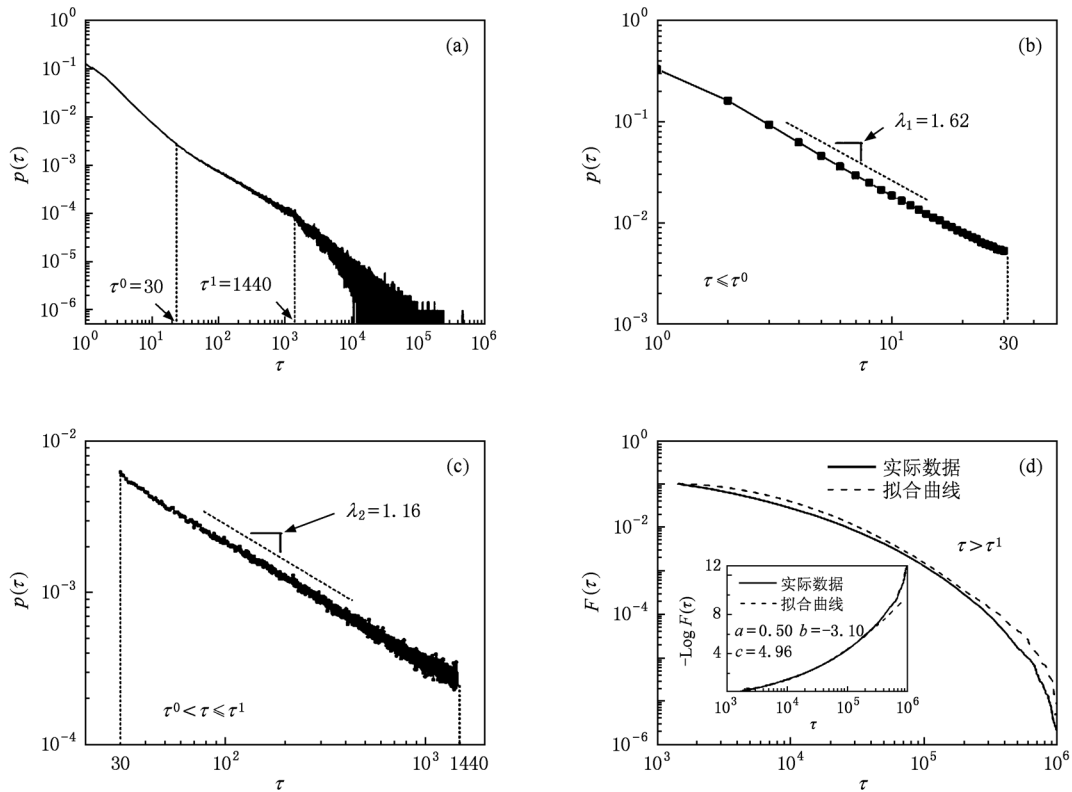 (a)
10^0
10^-1
10^-2
10^-3
10^-4
10^-5
10^-6
p(τ)
τ^0=30
τ^1=1440
10^0 10^1 10^2 10^3 10^4 10^5 10^6
τ
(b)
10^0
10^-1
10^-2
10^-3
p(τ)
λ_1=1.62
τ≤τ^0
10^0 10^1 30
τ
(c)
10^-2
10^-3
10^-4
p(τ)
λ_2=1.16
τ^0<τ≤τ^1
30 10^2 10^3 1440
τ
(d)
10^0
10^-2
10^-4
10^-6
F(τ)
实际数据
拟合曲线
τ>τ^1
12
8
4
-Log F(τ)
实际数据
拟合曲线
a=0.50 b=-3.10
c=4.96
10^3 10^4 10^5 10^6
τ
10^3 10^4 10^5 10^6
τ